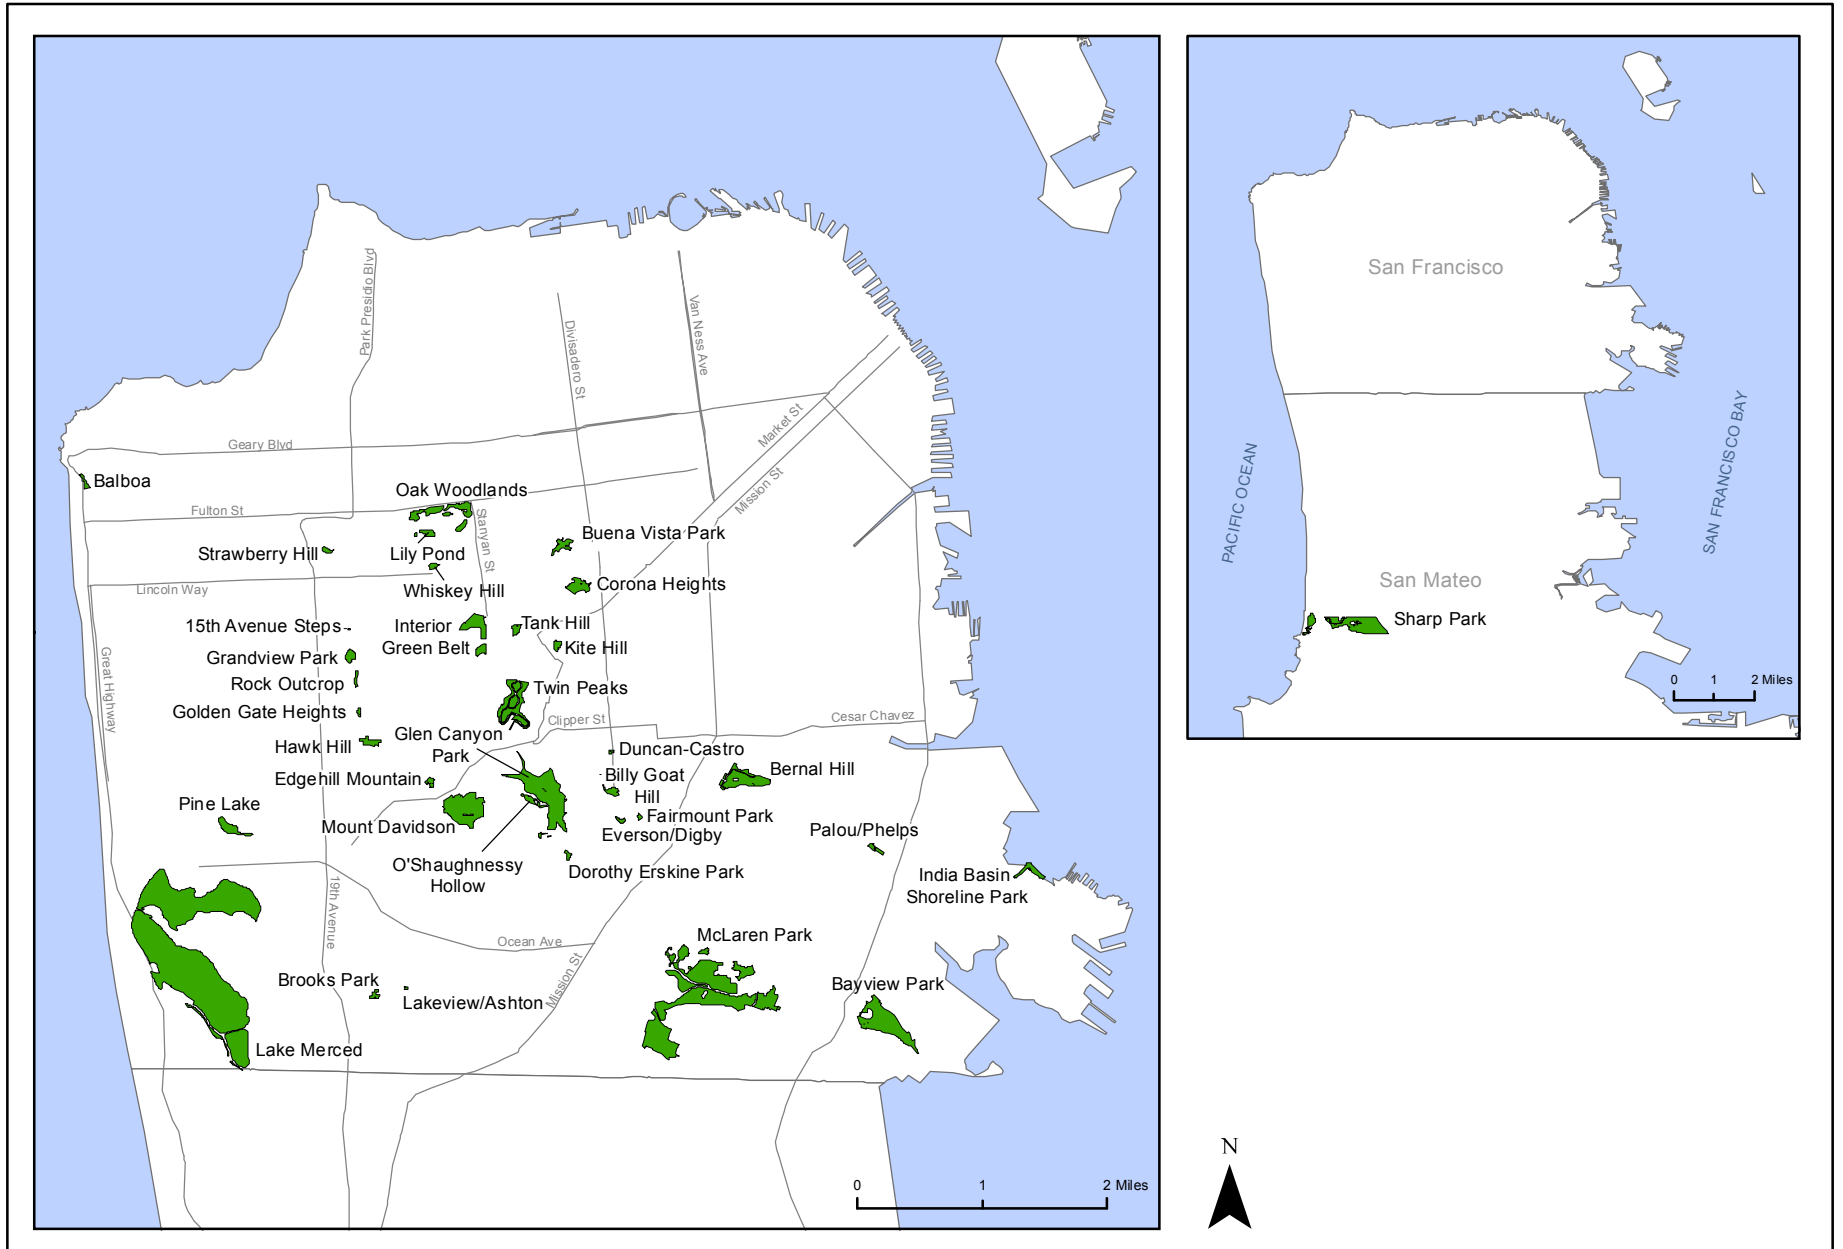 Park Presidio Blvd
Divisadero St
Van Ness Ave
Geary Blvd
Market St
Mission St
Balboa
Oak Woodlands
Fulton St
Stanyan St
Buena Vista Park
Strawberry Hill
Lily Pond
Whiskey Hill
Corona Heights
Lincoln Way
15th Avenue Steps
Interior
Green Belt
Tank Hill
Kite Hill
Grandview Park
Rock Outcrop
Great Highway
Twin Peaks
Golden Gate Heights
Clipper St
Cesar Chavez
Glen Canyon
Park
Hawk Hill
Duncan-Castro
Edgehill Mountain
Billy Goat
Hill
Bernal Hill
Pine Lake
Mount Davidson
Fairmount Park
Everson/Digby
Palou/Phelps
O'Shaughnessy
Hollow
Dorothy Erskine Park
India Basin
Shoreline Park
19th Avenue
Ocean Ave
McLaren Park
Mission St
Brooks Park
Lakeview/Ashton
Bayview Park
Lake Merced
0 1 2 Miles
San Francisco
PACIFIC OCEAN
SAN FRANCISCO BAY
San Mateo
Sharp Park
0 1 2 Miles
N